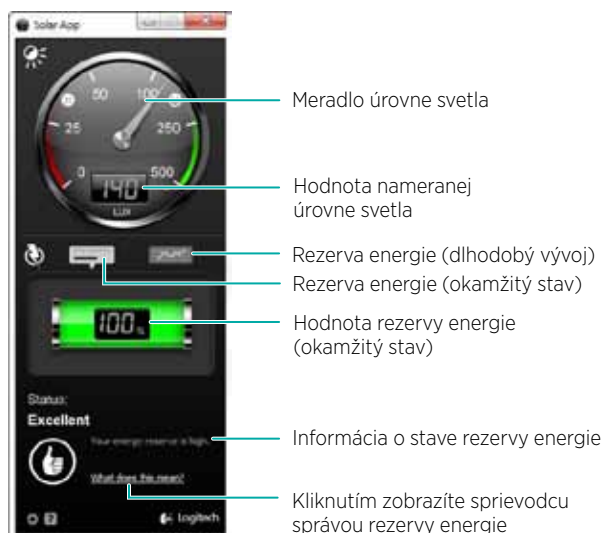 Solar App
50
100
25
250
0
500
140
LUX
100 %
Status:
Excellent
Your energy reserve is high.
What does this mean?
Logitech
Meradlo úrovne svetla
Hodnota nameranej
úrovne svetla
Rezerva energie (dlhodobý vývoj)
Rezerva energie (okamžitý stav)
Hodnota rezervy energie
(okamžitý stav)
Informácia o stave rezervy energie
Kliknutím zobrazíte sprievodcu
správou rezervy energie